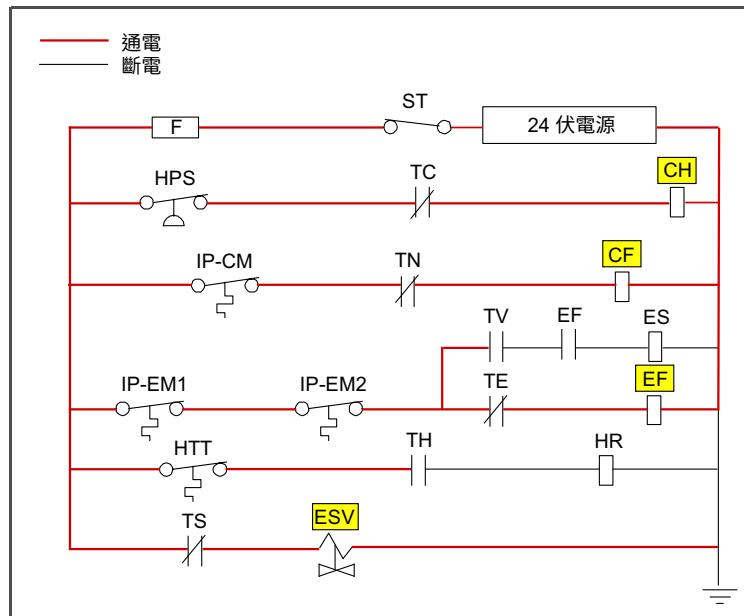 通電
斷電
F
ST
24 伏電源
HPS
TC
CH
IP-CM
TN
CF
TV
EF
ES
IP-EM1
IP-EM2
TE
EF
HTT
TH
HR
TS
ESV